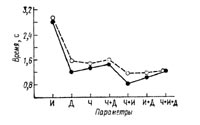 Время, с
3,2
2,4
1,6
0,8
И Д Ч Ч+Д Ч+И И+Д Ч+И+Д
Параметры